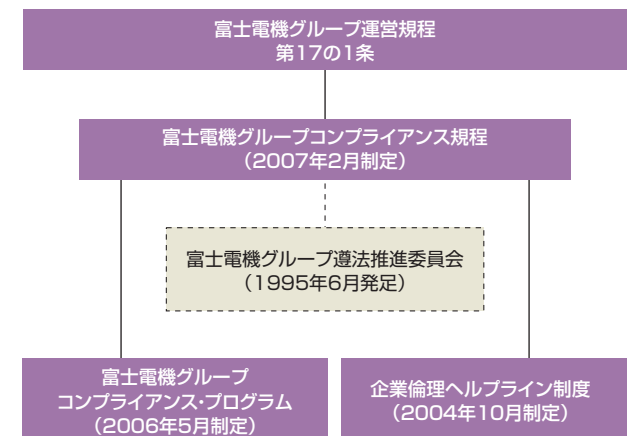 富士電機グループ運営規程
第17の1条
富士電機グループコンプライアンス規程
（2007年2月制定）
富士電機グループ遵法推進委員会
（1995年6月発足）
富士電機グループ
コンプライアンス・プログラム
（2006年5月制定）
企業倫理ヘルプライン制度
（2004年10月制定）